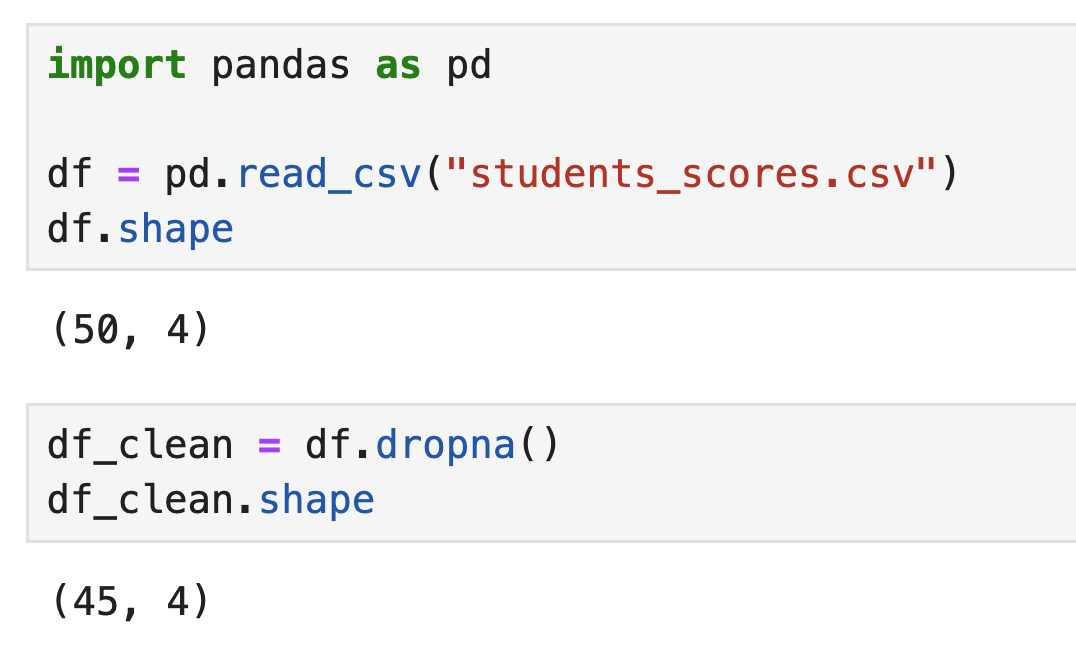 import pandas as pd
df = pd.read_csv("students_scores.csv")
df.shape
(50, 4)
df_clean = df.dropna()
df_clean.shape
(45, 4)